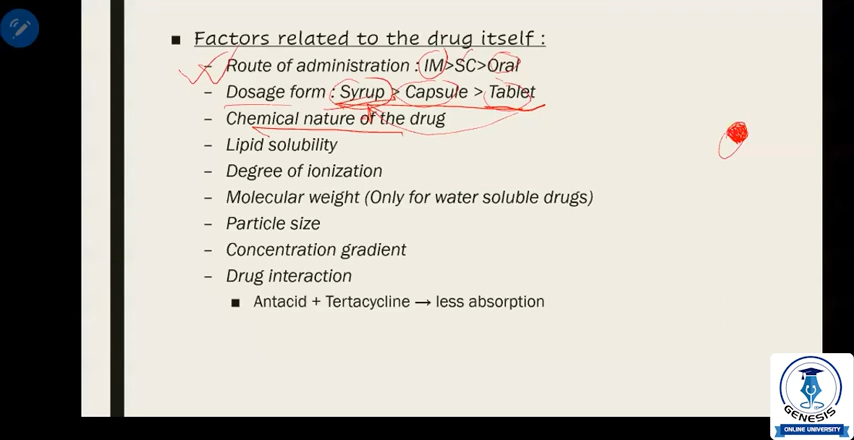 ■ Factors related to the drug itself :
– Route of administration : IM>SC>Oral
– Dosage form : Syrup > Capsule > Tablet
– Chemical nature of the drug
– Lipid solubility
– Degree of ionization
– Molecular weight (Only for water soluble drugs)
– Particle size
– Concentration gradient
– Drug interaction
■ Antacid + Tertacycline → less absorption
GENESIS
ONLINE UNIVERSITY